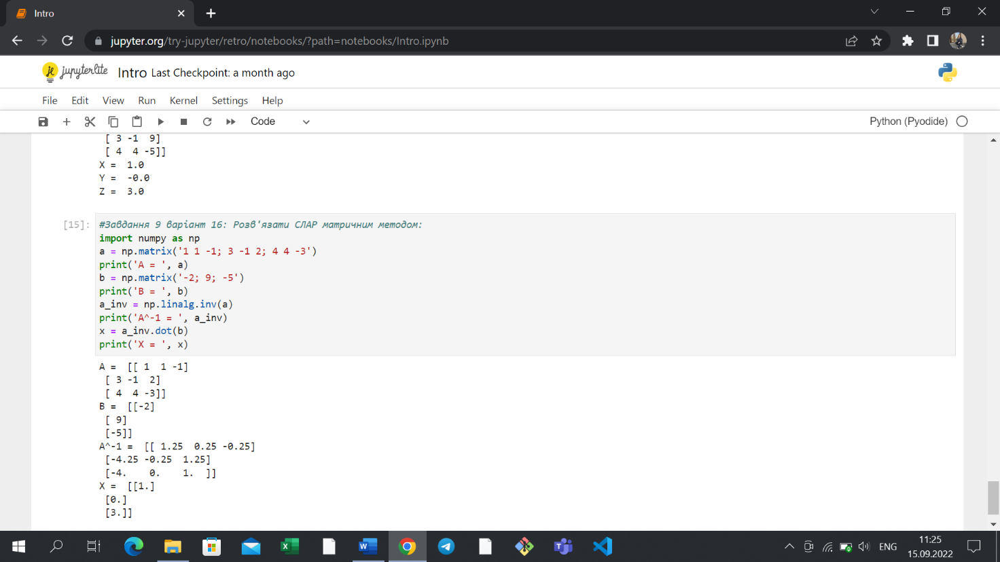 Intro
jupyter.org/try-jupyter/retro/notebooks/?path=notebooks/Intro.ipynb
jupyterlite Intro Last Checkpoint: a month ago
File Edit View Run Kernel Settings Help
Code Python (Pyodide)
[ 3 -1 9]
[ 4 4 -5]]
X = 1.0
Y = -0.0
Z = 3.0
[15]: #Завдання 9 варіант 16: Розв'язати СЛАР матричним методом:
import numpy as np
a = np.matrix('1 1 -1; 3 -1 2; 4 4 -3')
print('A = ', a)
b = np.matrix('-2; 9; -5')
print('B = ', b)
a_inv = np.linalg.inv(a)
print('A^-1 = ', a_inv)
x = a_inv.dot(b)
print('X = ', x)
A = [[ 1 1 -1]
[ 3 -1 2]
[ 4 4 -3]]
B = [[-2]
[ 9]
[-5]]
A^-1 = [[ 1.25 0.25 -0.25]
[-4.25 -0.25 1.25]
[-4. 0. 1. ]]
X = [[1.]
[0.]
[3.]]
ENG
11:25
15.09.2022